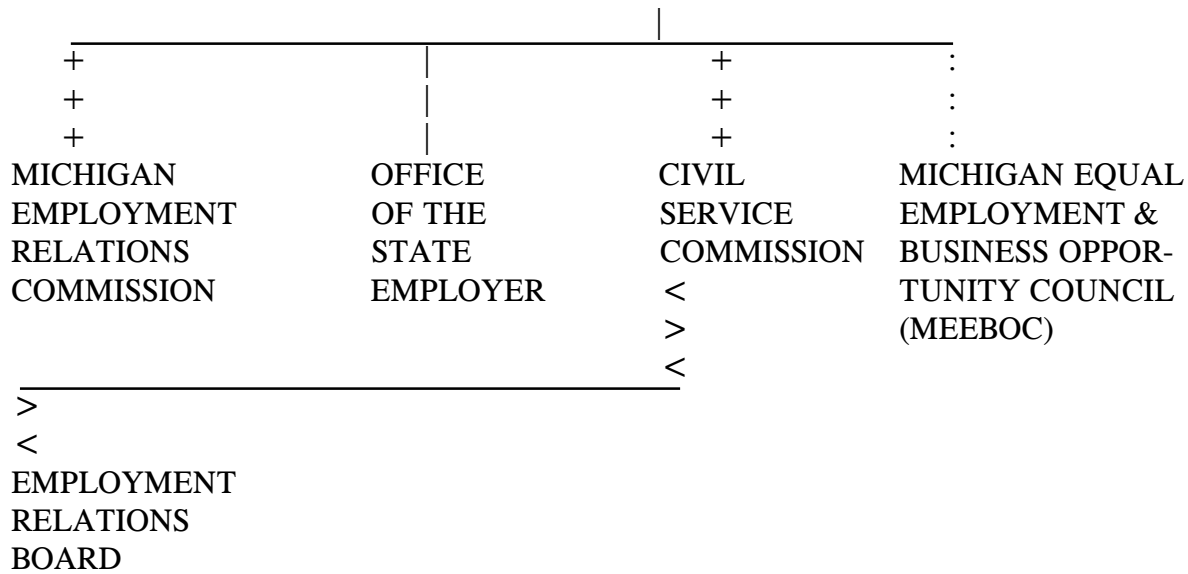 |
+ | + :
+ | + :
+ | + :
MICHIGAN OFFICE CIVIL MICHIGAN EQUAL
EMPLOYMENT OF THE SERVICE EMPLOYMENT &
RELATIONS STATE COMMISSION BUSINESS OPPOR-
COMMISSION EMPLOYER < TUNITY COUNCIL
> (MEEBOC)
<
>
<
EMPLOYMENT
RELATIONS
BOARD